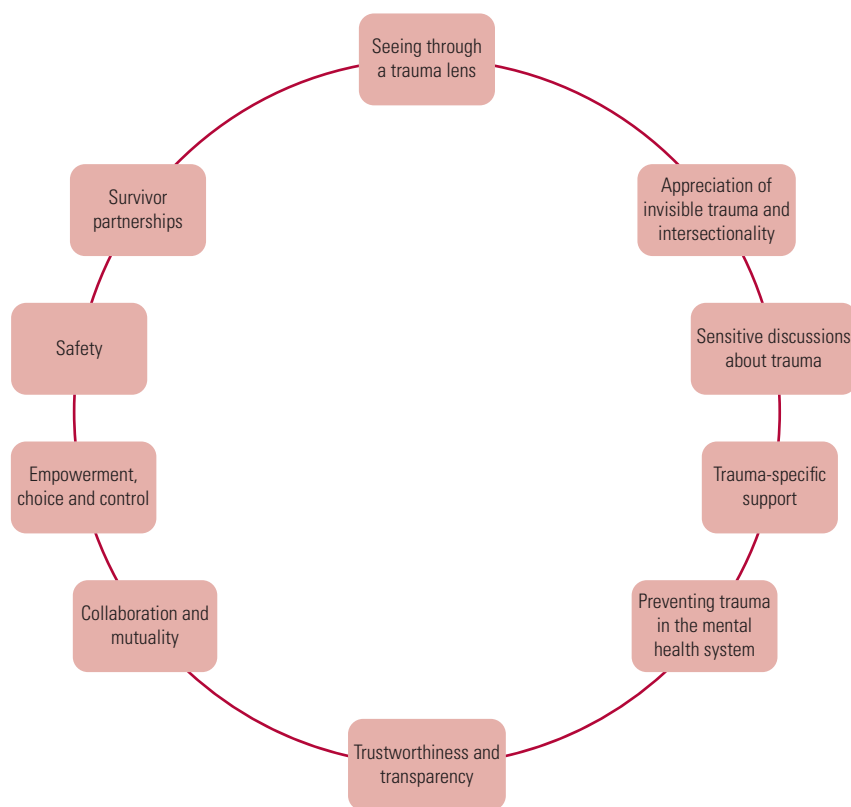 Seeing through
a trauma lens
Appreciation of
invisible trauma and
intersectionality
Sensitive discussions
about trauma
Trauma-specific
support
Preventing trauma
in the mental
health system
Trustworthiness and
transparency
Collaboration and
mutuality
Empowerment,
choice and control
Safety
Survivor
partnerships